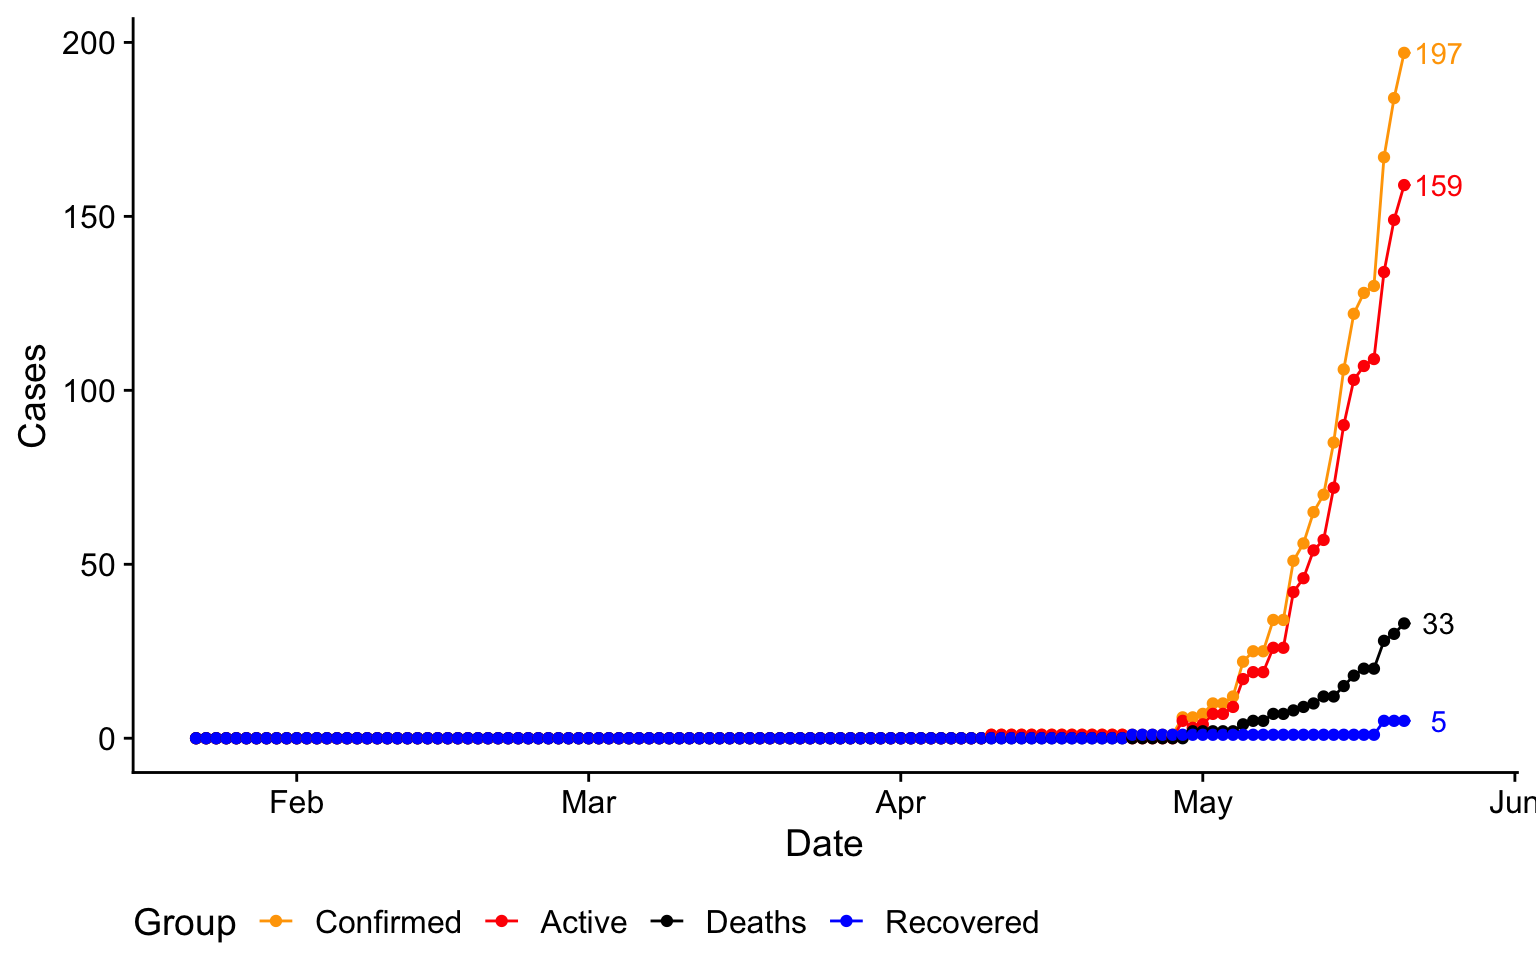 200
150
100
50
0
Cases
197
159
33
5
Feb Mar Apr May Jun
Date
Group Confirmed Active Deaths Recovered